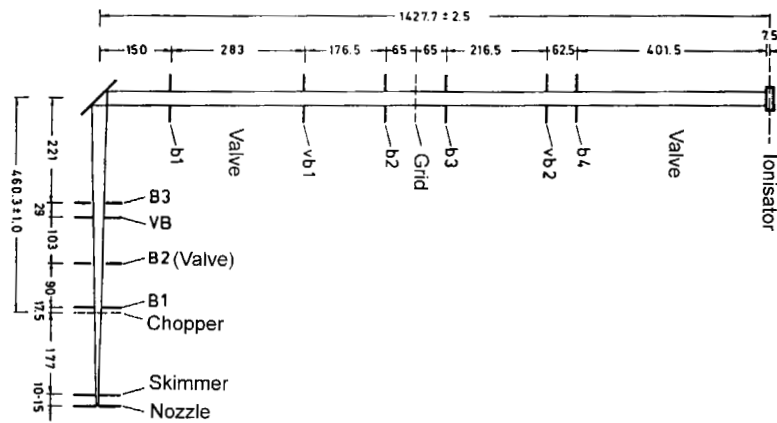 1427.7 ± 2.5
7.5
150 283 176.5 65 65 216.5 62.5 401.5
b1
Valve
vb1
b2
Grid
b3
vb2
b4
Valve
Ionisator
460.3 ± 1.0
221
29
103
90
17.5
177
10-15
B3
VB
B2 (Valve)
B1
Chopper
Skimmer
Nozzle